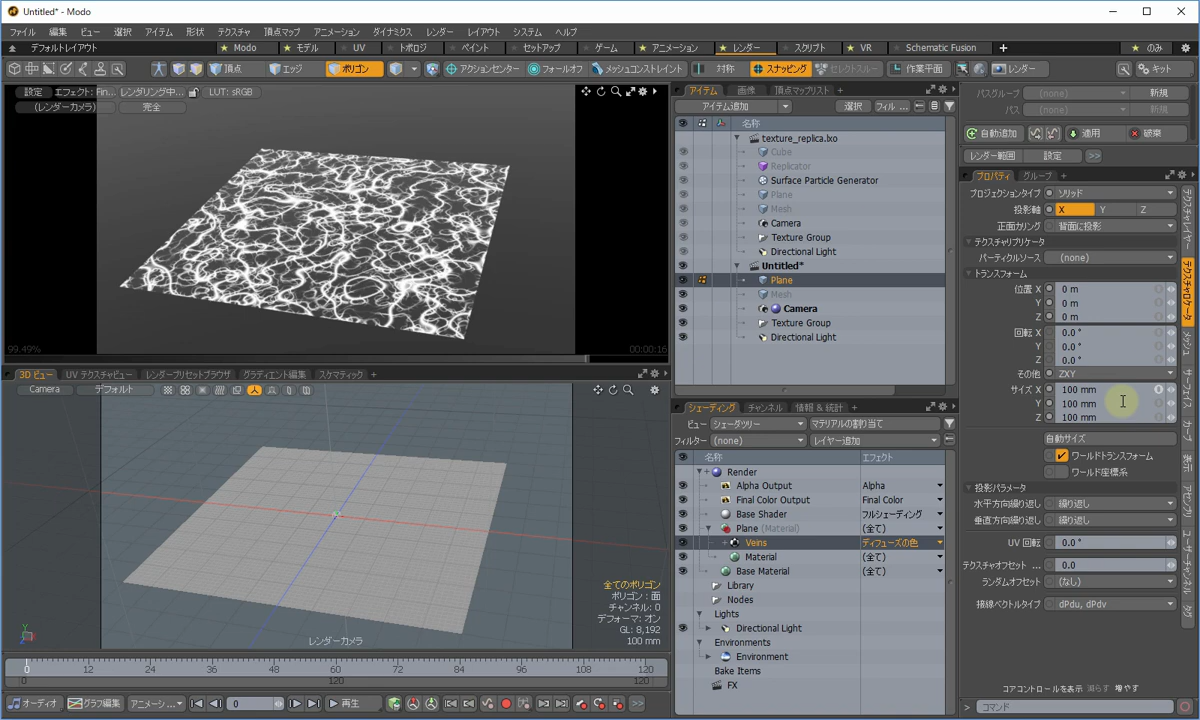 Untitled* - Modo
ファイル 編集 ビュー 選択 アイテム 形状 テクスチャ 頂点マップ アニメーション ダイナミクス レンダー レイアウト システム ヘルプ
デフォルトレイアウト ★ Modo ★ モデル ★ UV ★ トポロジ ★ ペイント ★ セットアップ ★ ゲーム ★ アニメーション ★ レンダー ★ スクリプト ★ VR ★ Schematic Fusion + ★ のみ
頂点 エッジ ポリゴン アクションセンター フォールオフ メッシュコンストレイント 対称 スナッピング セレクトスルー 作業平面 レンダー キット
設定 エフェクト: Fin... レンダリング中... LUT: sRGB
(レンダーカメラ) 完全
99.49% 00:00:16
3D ビュー UV テクスチャビュー レンダープリセットブラウザ グラディエント編集 スケマティック +
Camera デフォルト
全てのポリゴン
ポリゴン : 面
チャンネル: 0
デフォーマ: オン
GL: 8,192
100 mm
レンダーカメラ
Y
X
0 12 24 36 48 60 72 84 96 108 120
0 120 120
オーディオ グラフ編集 アニメーシ... 0 再生 >>
アイテム 画像 頂点マップリスト +
アイテム追加 選択 フィル...
名称
texture_replica.lxo
Cube
Replicator
Surface Particle Generator
Plane
Mesh
Camera
Texture Group
Directional Light
Untitled*
Plane
Mesh
Camera
Texture Group
Directional Light
シェーディング チャンネル 情報 & 統計 +
ビュー シェーダツリー マテリアルの割り当て
フィルター (none) レイヤー追加
名称 エフェクト
Render
Alpha Output Alpha
Final Color Output Final Color
Base Shader フルシェーディング
Plane (Material) (全て)
Veins ディフューズの色
Material (全て)
Base Material (全て)
Library
Nodes
Lights
Directional Light
Environments
Environment
Bake Items
FX
パスグループ (none) 新規
パス (none) 新規
自動追加 適用 破棄
レンダー範囲 設定 >>
プロパティ グループ +
プロジェクションタイプ ソリッド
投影軸 X Y Z
正面カリング 背面に投影
テクスチャリプリケータ
パーティクルソース (none)
トランスフォーム
位置 X 0 m
Y 0 m
Z 0 m
回転 X 0.0 °
Y 0.0 °
Z 0.0 °
その他 ZXY
サイズ X 100 mm
Y 100 mm
Z 100 mm
自動サイズ
ワールドトランスフォーム
ワールド座標系
投影パラメータ
水平方向繰り返し 繰り返し
垂直方向繰り返し 繰り返し
UV 回転 0.0 °
テクスチャオフセット ... 0.0
ランダムオフセット (なし)
接線ベクトルタイプ dPdu, dPdv
コアコントロールを表示 減らす 増やす
> コマンド
テクスチャレイヤー
テクスチャロケータ
メッシュ
サーフェイス
カーブ
表示
アセンブリ
ユーザーチャンネル
タグ